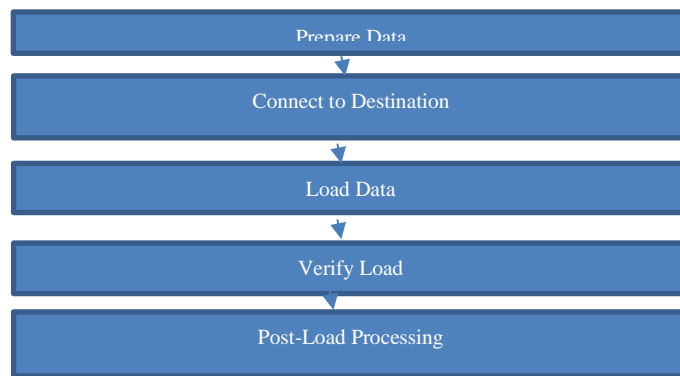 Prepare Data
Connect to Destination
Load Data
Verify Load
Post-Load Processing